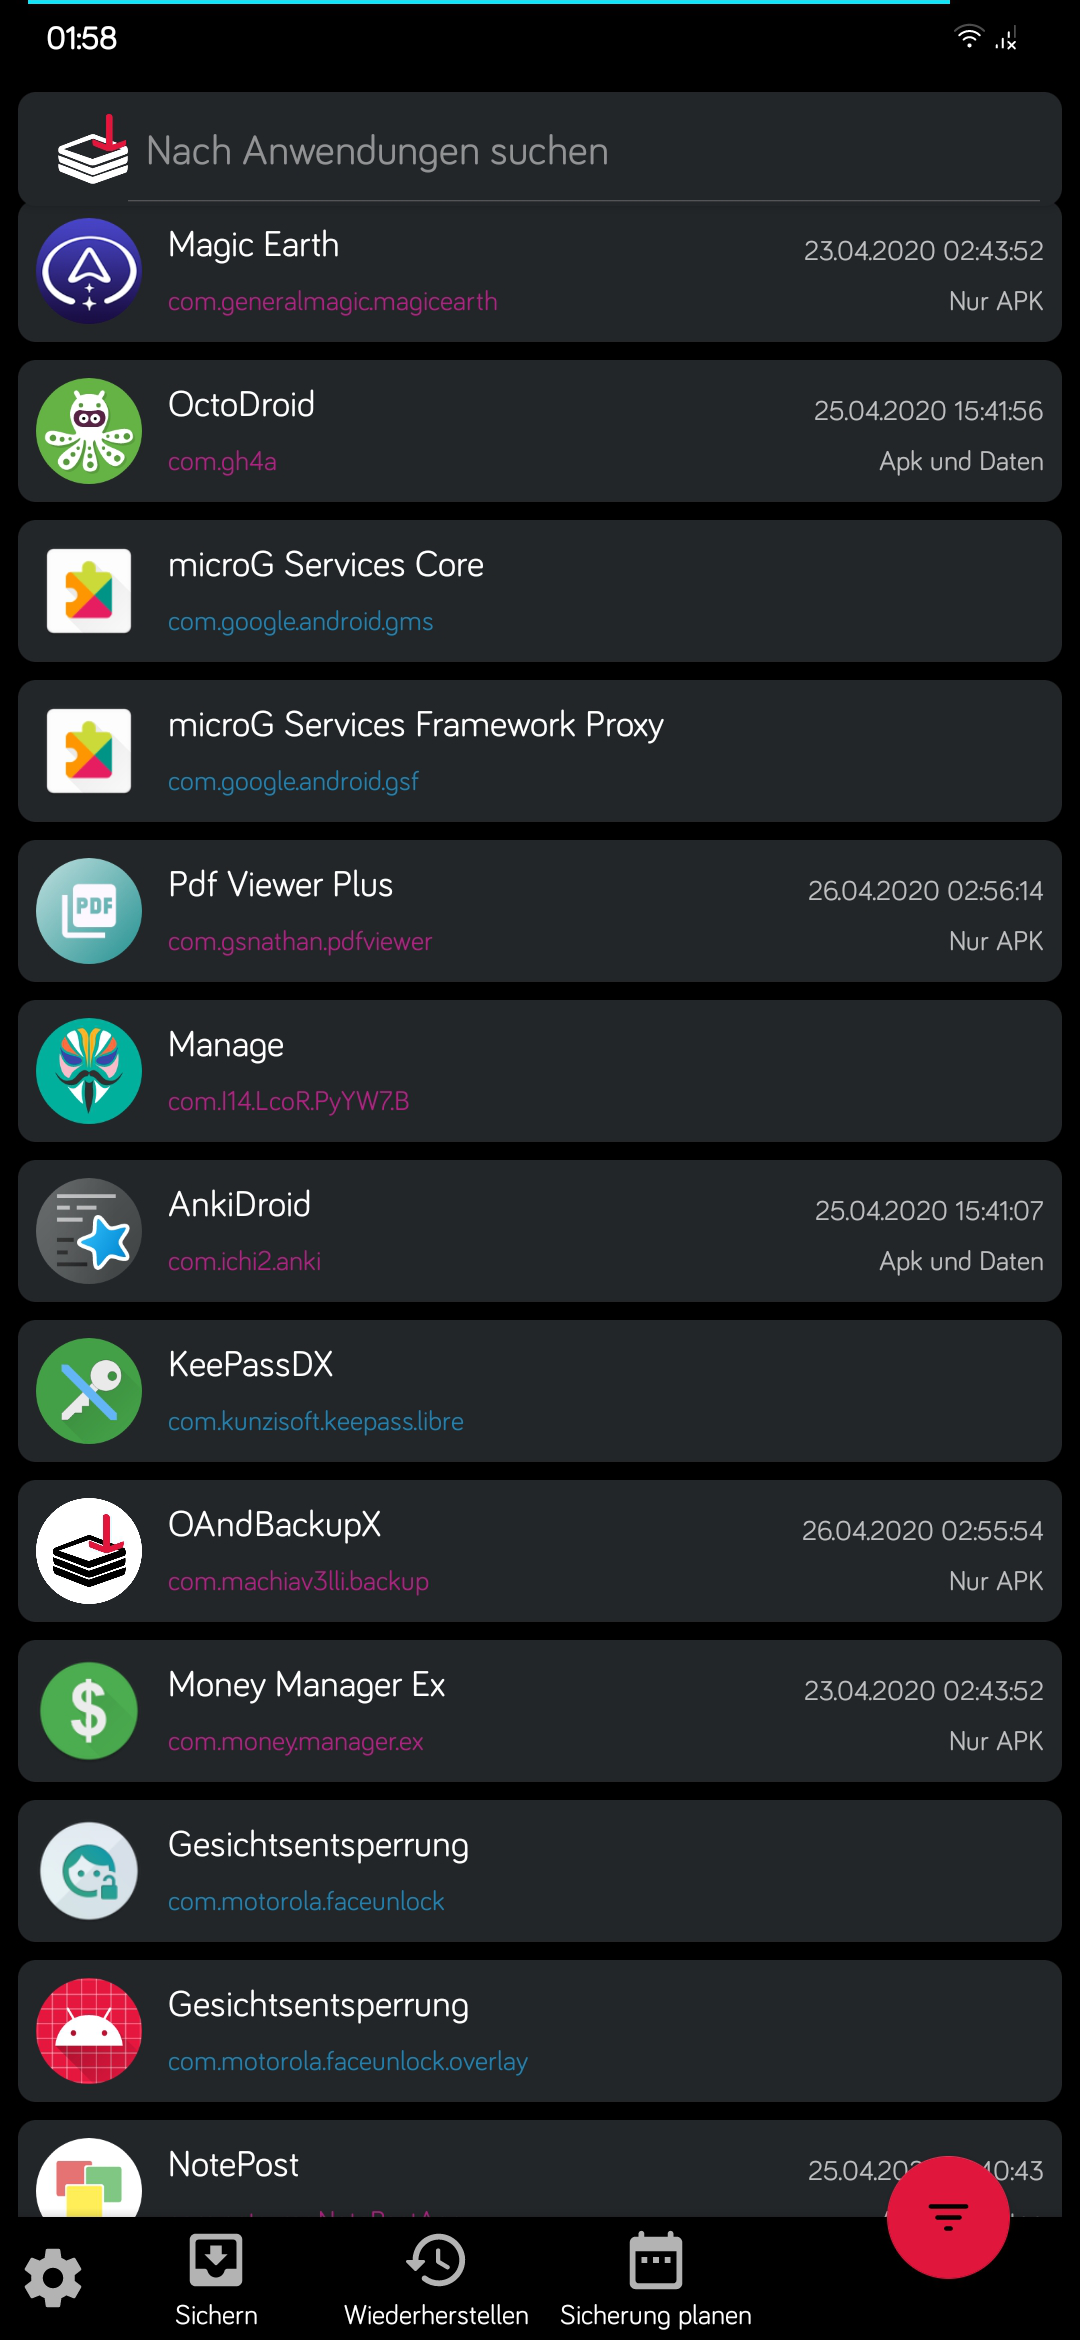 01:58
Nach Anwendungen suchen
Magic Earth
23.04.2020 02:43:52
com.generalmagic.magicearth
Nur APK
OctoDroid
25.04.2020 15:41:56
com.gh4a
Apk und Daten
microG Services Core
com.google.android.gms
microG Services Framework Proxy
com.google.android.gsf
PDF
Pdf Viewer Plus
26.04.2020 02:56:14
com.gsnathan.pdfviewer
Nur APK
Manage
com.l14.LcoR.PyYW7.B
AnkiDroid
25.04.2020 15:41:07
com.ichi2.anki
Apk und Daten
KeePassDX
com.kunzisoft.keepass.libre
OAndBackupX
26.04.2020 02:55:54
com.machiav3lli.backup
Nur APK
Money Manager Ex
23.04.2020 02:43:52
com.money.manager.ex
Nur APK
Gesichtsentsperrung
com.motorola.faceunlock
Gesichtsentsperrung
com.motorola.faceunlock.overlay
NotePost
25.04.20 40:43
Sichern
Wiederherstellen
Sicherung planen